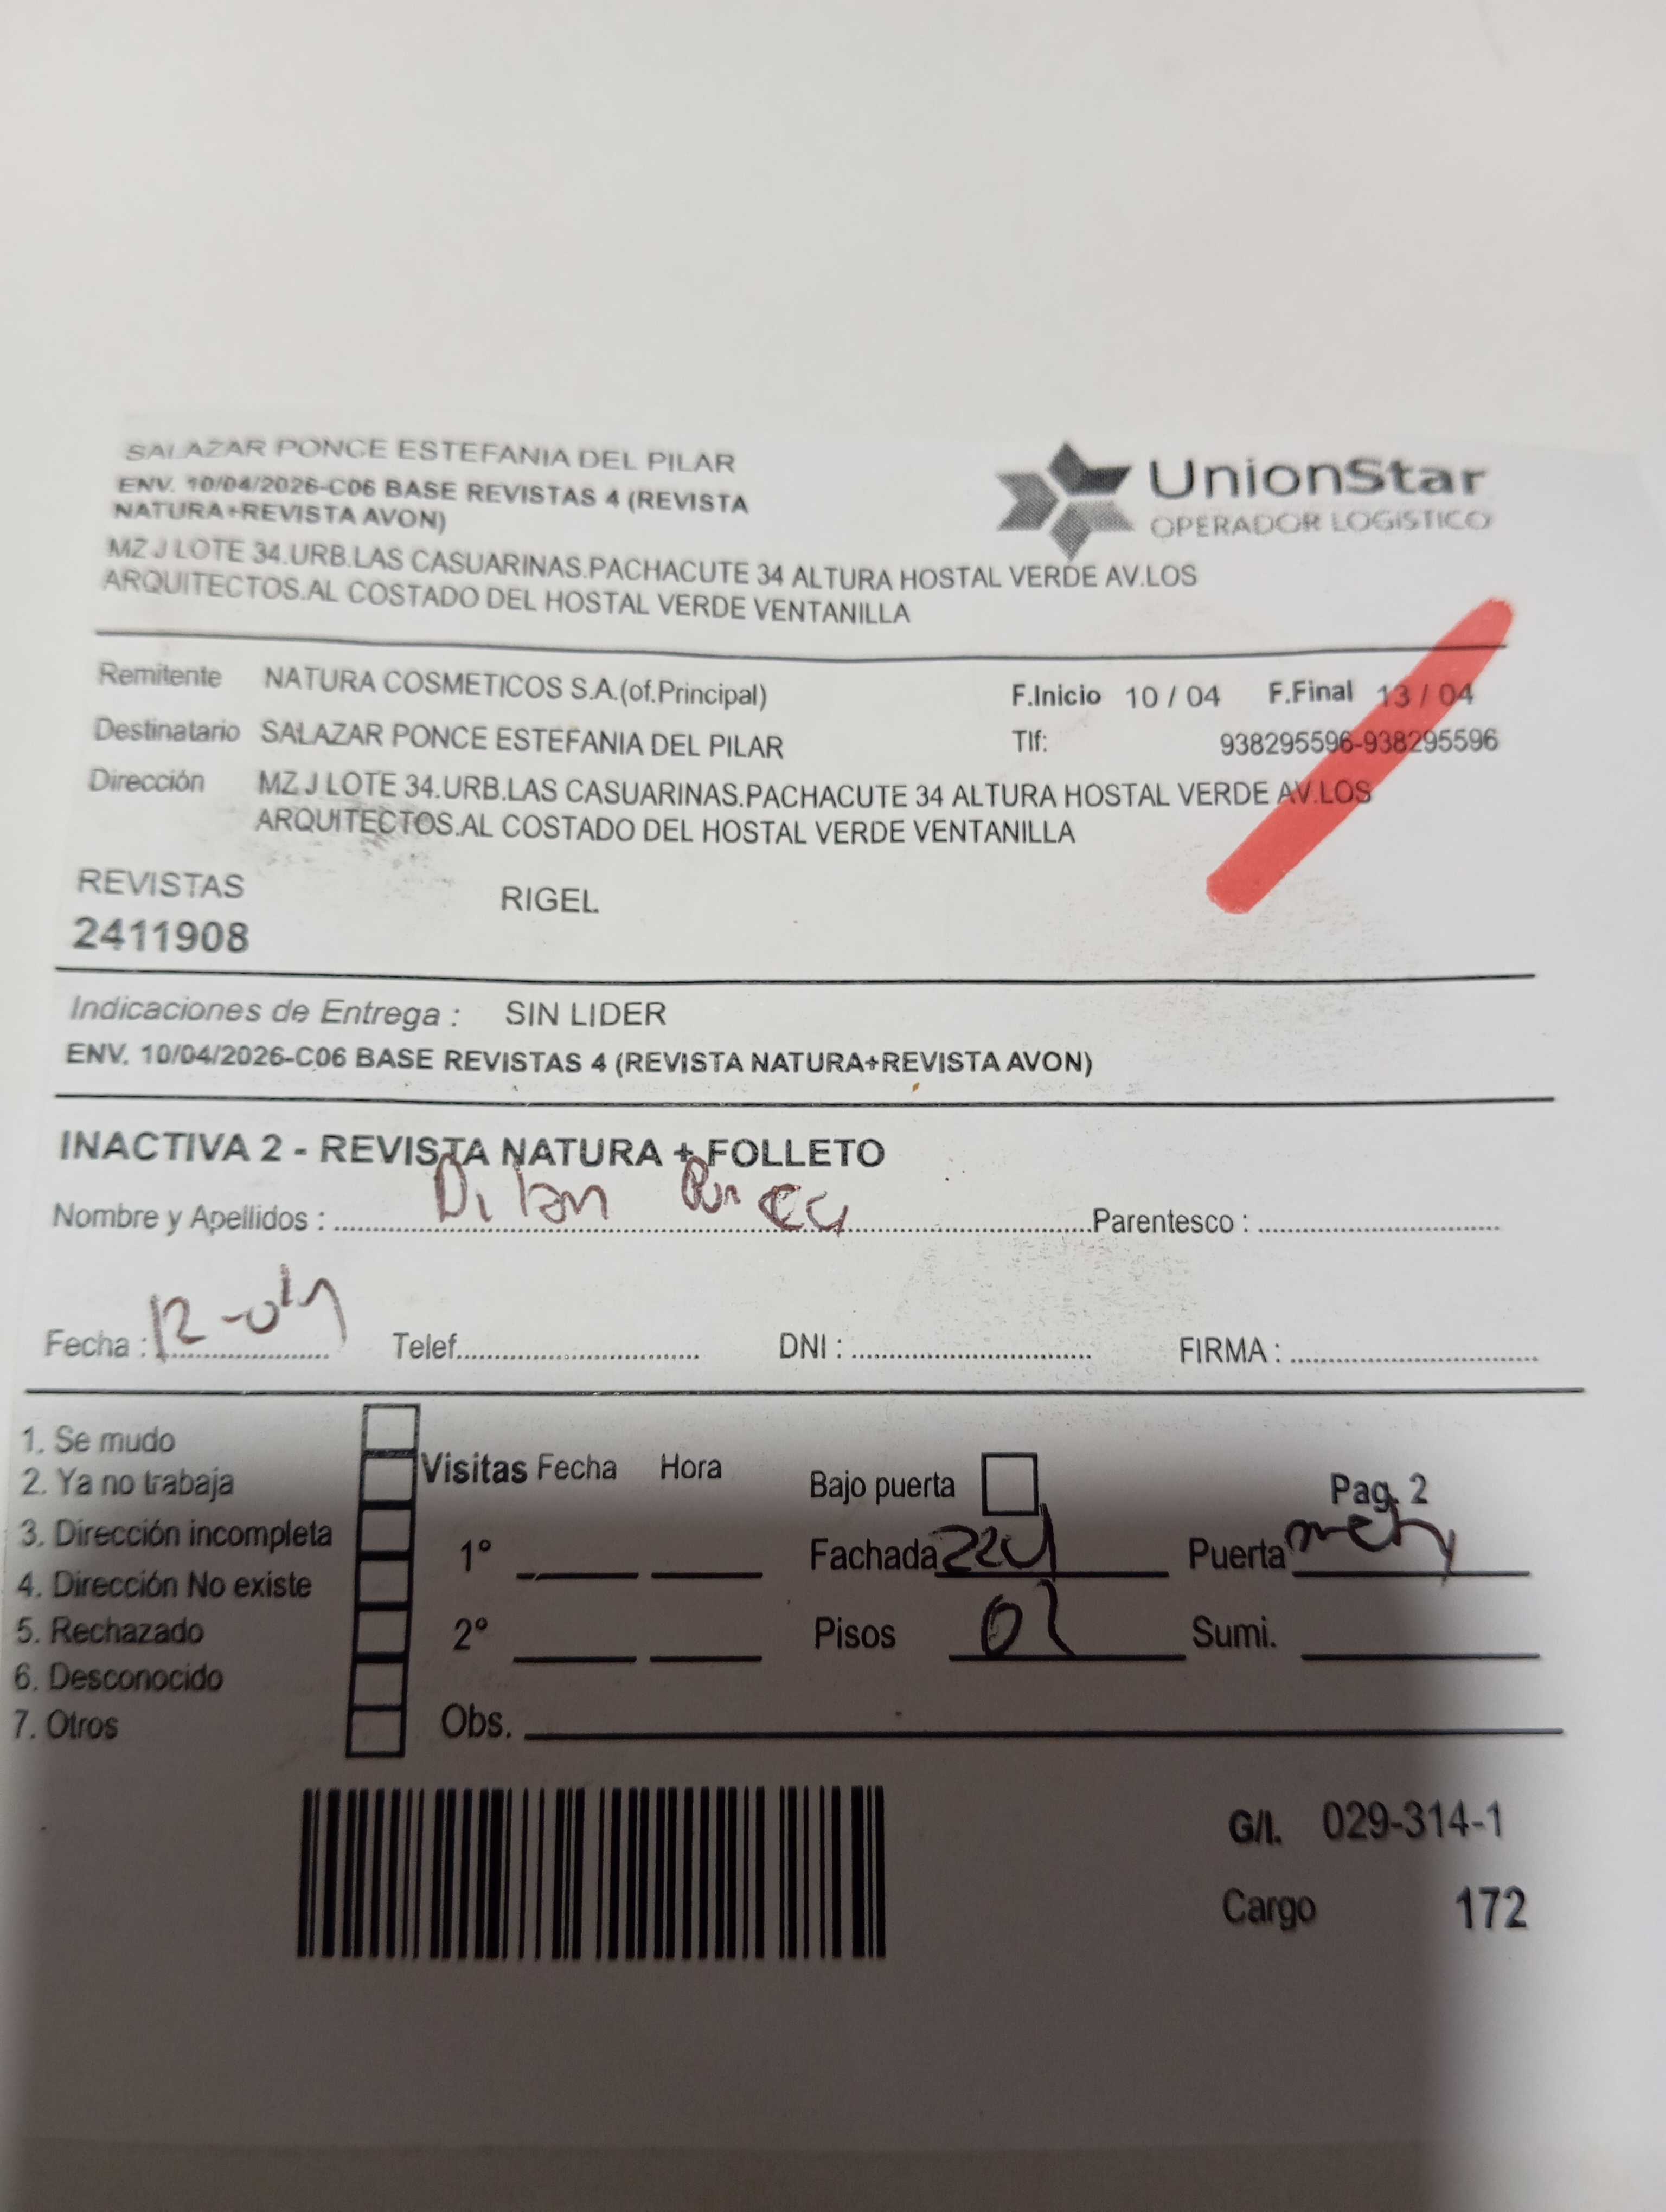 SALAZAR PONCE ESTEFANIA DEL PILAR
ENV. 10/04/2026-C06 BASE REVISTAS 4 (REVISTA
NATURA+REVISTA AVON)
MZ J LOTE 34.URB.LAS CASUARINAS.PACHACUTE 34 ALTURA HOSTAL VERDE AV.LOS
ARQUITECTOS.AL COSTADO DEL HOSTAL VERDE VENTANILLA
UnionStar
OPERADOR LOGISTICO
Remitente NATURA COSMETICOS S.A.(of.Principal) F.Inicio 10 / 04 F.Final 13 / 04
Destinatario SALAZAR PONCE ESTEFANIA DEL PILAR Tlf: 938295596-938295596
Dirección MZ J LOTE 34.URB.LAS CASUARINAS.PACHACUTE 34 ALTURA HOSTAL VERDE AV.LOS
ARQUITECTOS.AL COSTADO DEL HOSTAL VERDE VENTANILLA
REVISTAS RIGEL
2411908
Indicaciones de Entrega : SIN LIDER
ENV. 10/04/2026-C06 BASE REVISTAS 4 (REVISTA NATURA+REVISTA AVON)
INACTIVA 2 - REVISTA NATURA + FOLLETO
Nombre y Apellidos : Dilan Parentesco :
Fecha : 12-04 Telef. DNI : FIRMA :
1. Se mudo
2. Ya no trabaja
3. Dirección incompleta
4. Dirección No existe
5. Rechazado
6. Desconocido
7. Otros
Visitas Fecha Hora
1°
2°
Obs.
Bajo puerta Pag. 2
Fachada Puerta
Pisos Sumi.
G/I. 029-314-1
Cargo 172